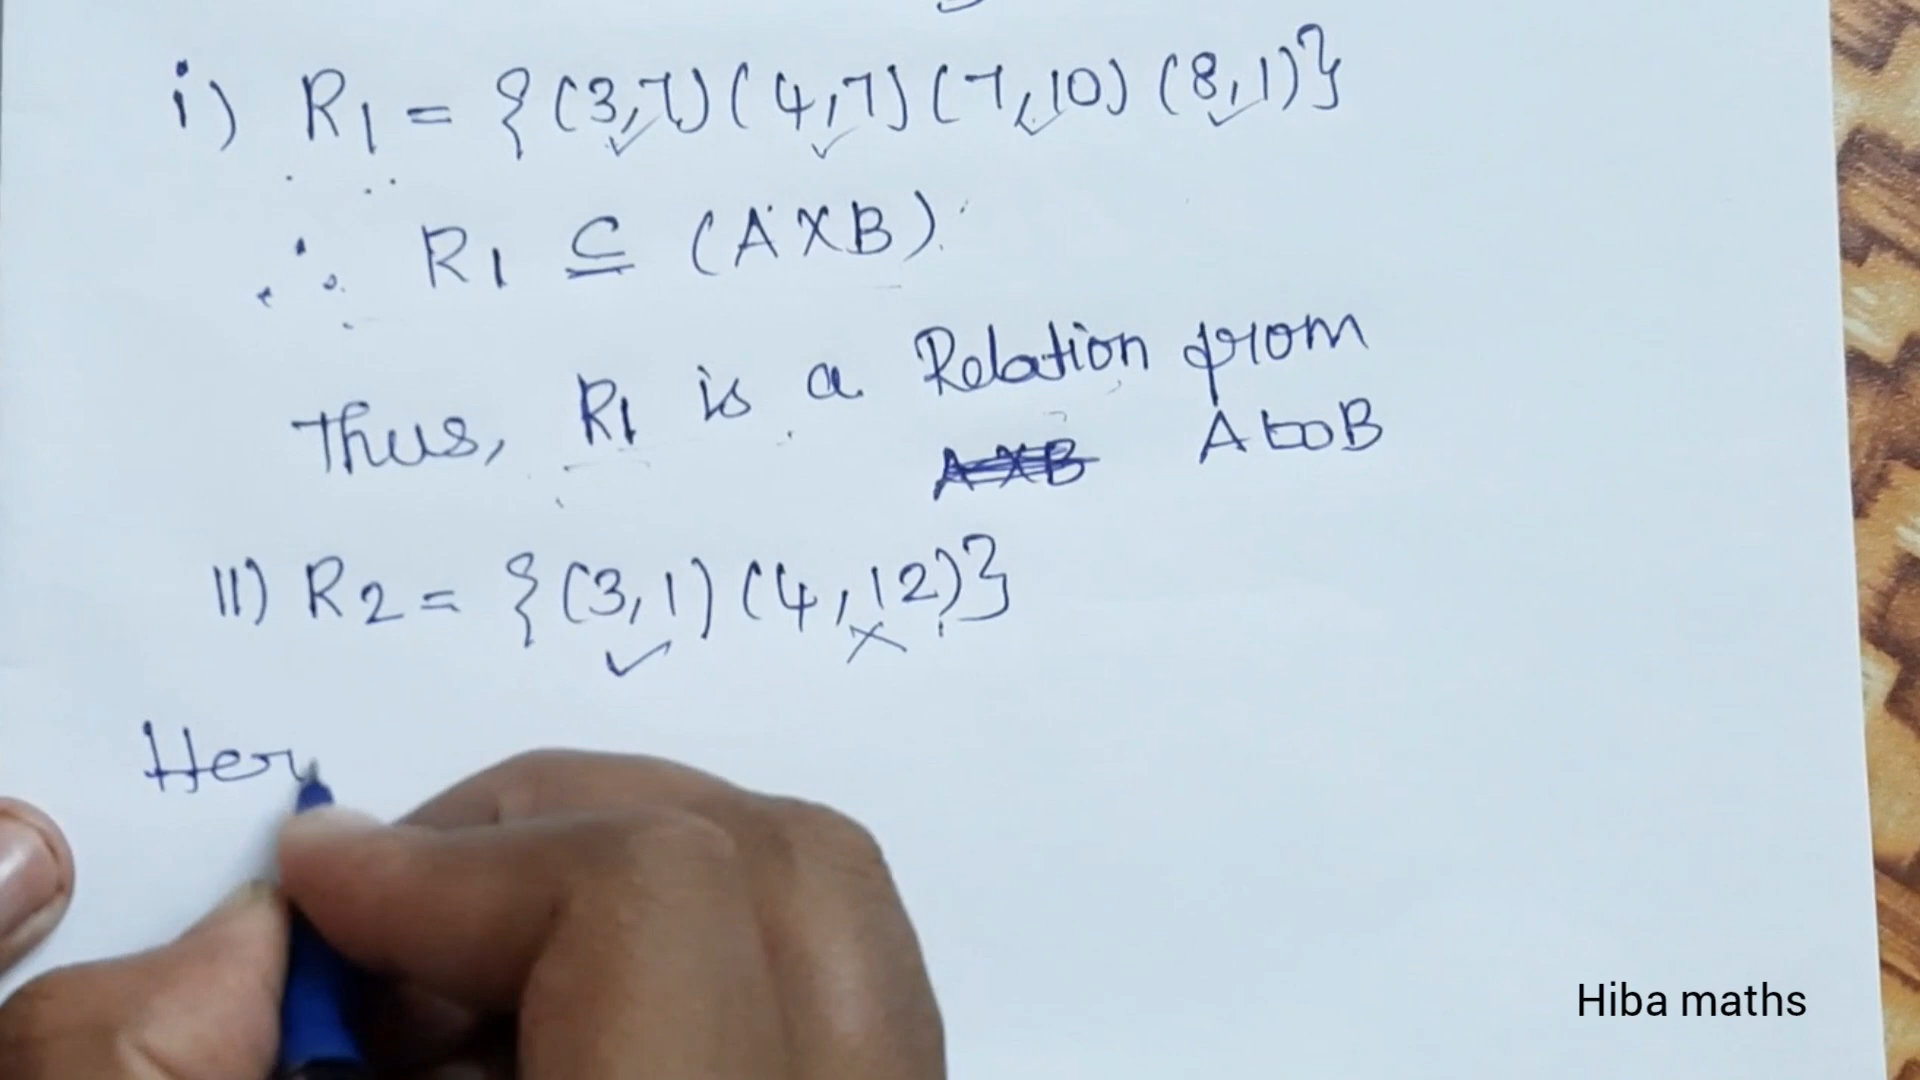 i) R1 = {(3,7)(4,7)(7,10)(8,1)}
∴ R1 ⊆ (A×B).
Thus, R1 is a Relation from
A×B A to B
II) R2 = {(3,1)(4,12)}
Her
Hiba maths